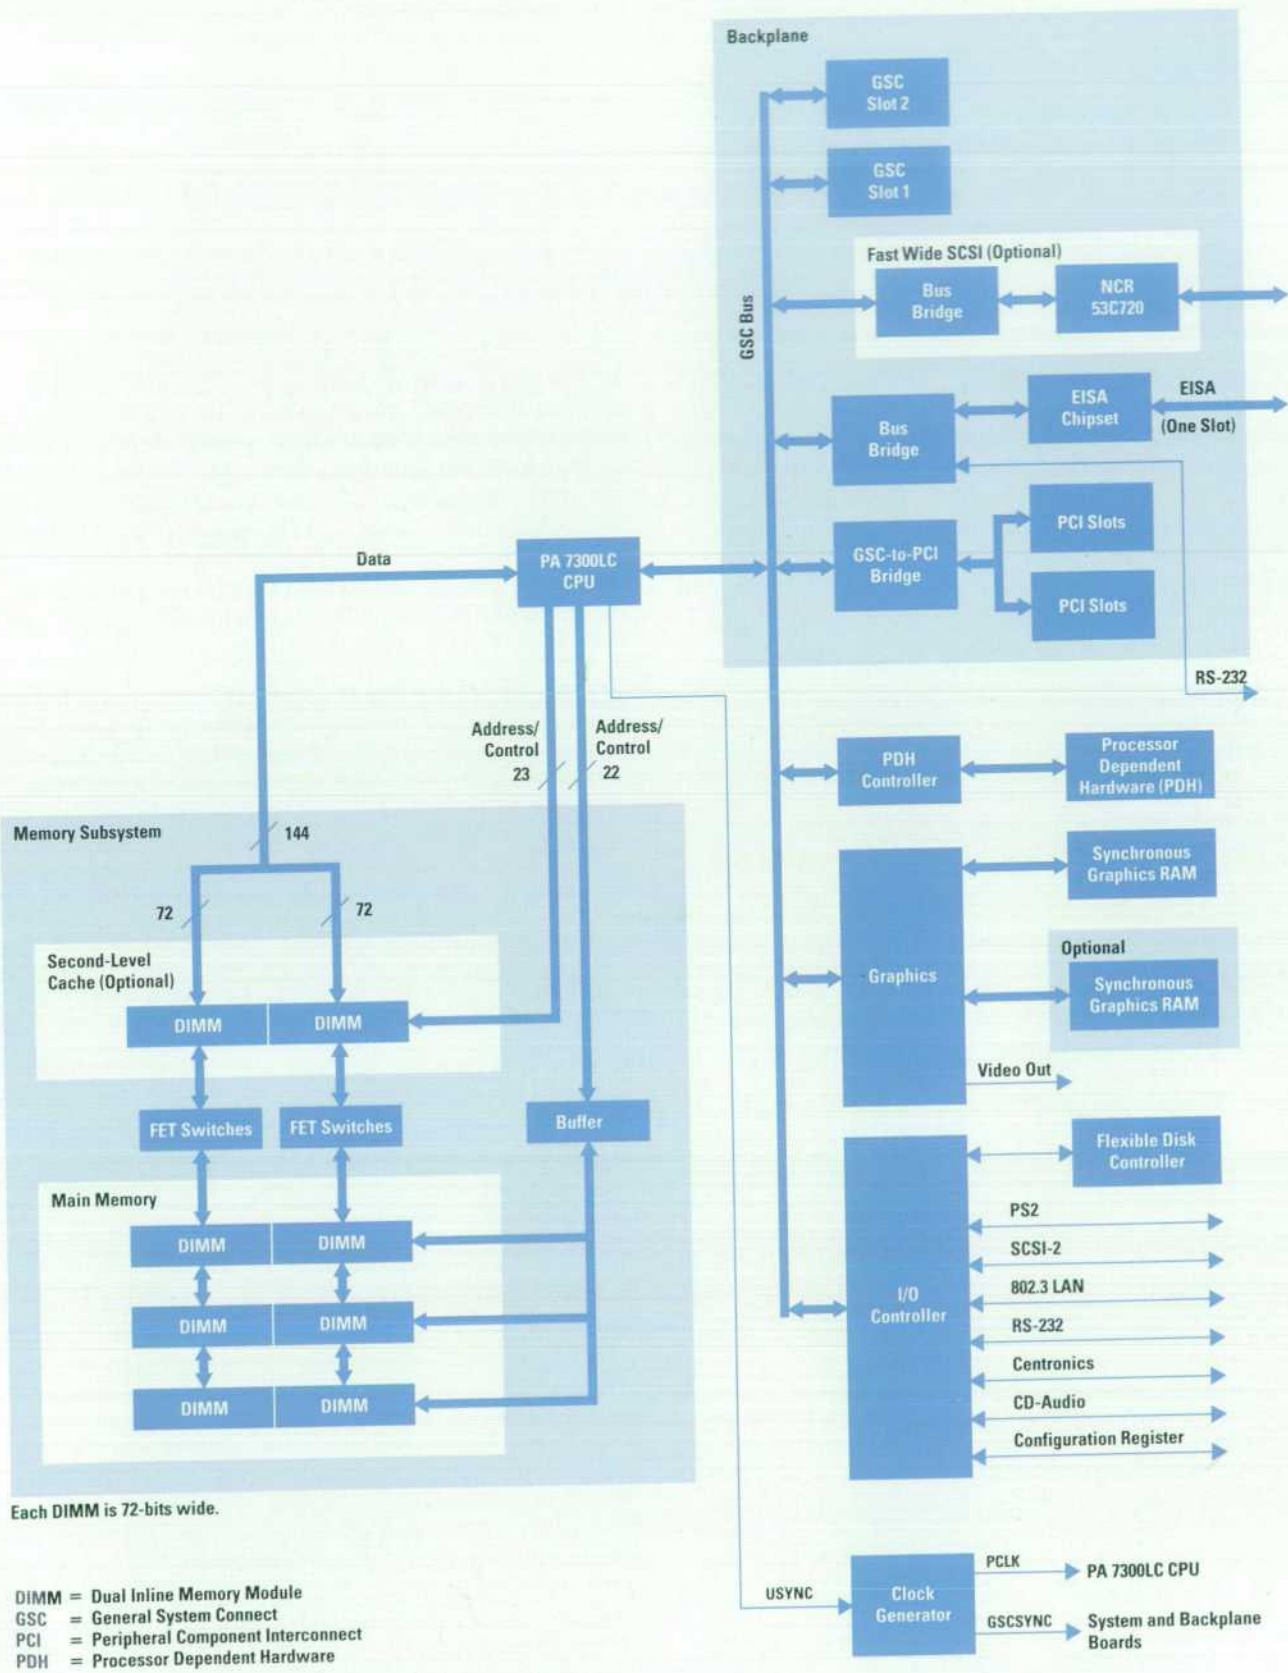 Backplane
GSC
Slot 2
GSC
Slot 1
Fast Wide SCSI (Optional)
Bus
Bridge
NCR
53C720
GSC Bus
Bus
Bridge
EISA
Chipset
EISA
(One Slot)
GSC-to-PCI
Bridge
PCI Slots
PCI Slots
RS-232
Data
PA 7300LC
CPU
Address/
Control
23
Address/
Control
22
PDH
Controller
Processor
Dependent
Hardware (PDH)
Memory Subsystem
144
72
72
Second-Level
Cache (Optional)
DIMM
DIMM
FET Switches
FET Switches
Buffer
Main Memory
DIMM
DIMM
DIMM
DIMM
DIMM
DIMM
Graphics
Synchronous
Graphics RAM
Optional
Synchronous
Graphics RAM
Video Out
I/O
Controller
Flexible Disk
Controller
PS2
SCSI-2
802.3 LAN
RS-232
Centronics
CD-Audio
Configuration Register
Each DIMM is 72-bits wide.
USYNC
Clock
Generator
PCLK
PA 7300LC CPU
GSCSYNC
System and Backplane
Boards
DIMM = Dual Inline Memory Module
GSC = General System Connect
PCI = Peripheral Component Interconnect
PDH = Processor Dependent Hardware